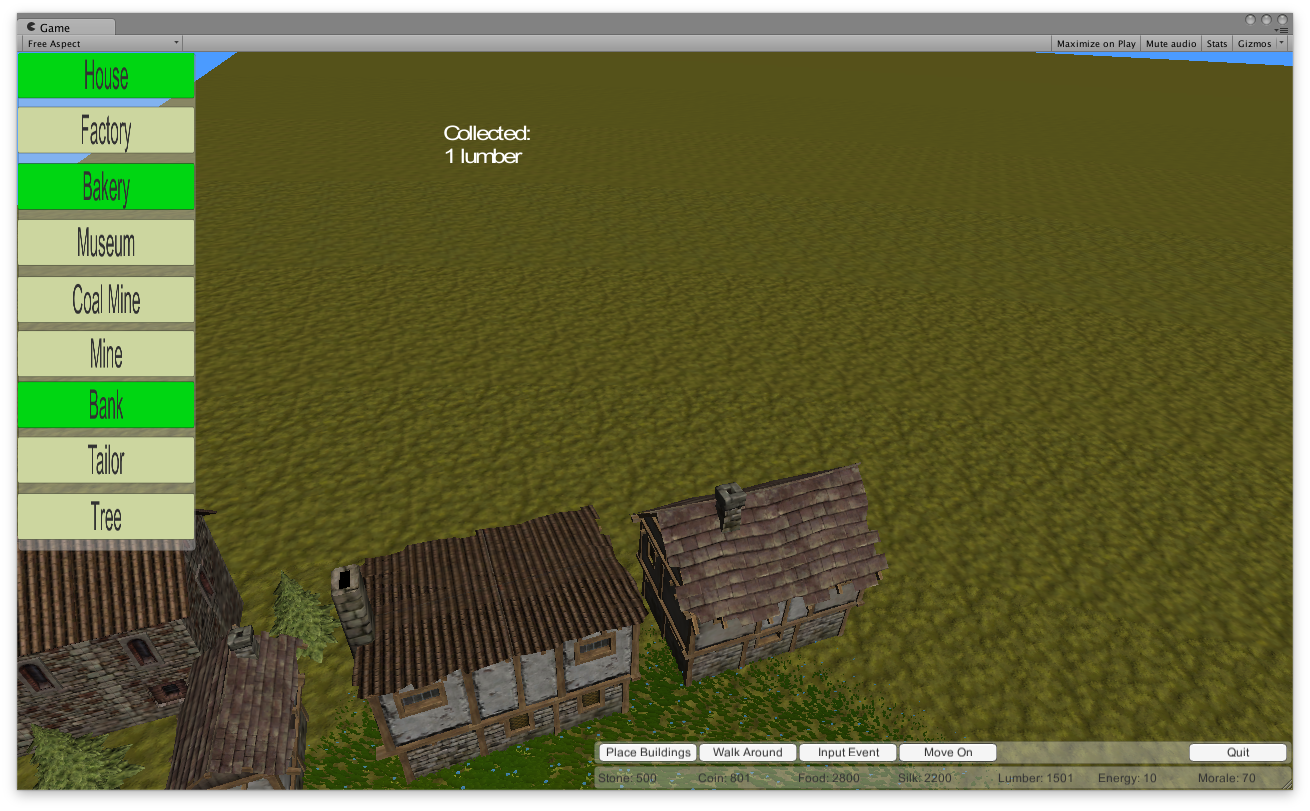 Game
Free Aspect
Maximize on Play
Mute audio
Stats
Gizmos
House
Factory
Bakery
Museum
Coal Mine
Mine
Bank
Tailor
Tree
Collected:
1 lumber
Place Buildings
Walk Around
Input Event
Move On
Quit
Stone: 500
Coin: 801
Food: 2800
Silk: 2200
Lumber: 1501
Energy: 10
Morale: 70